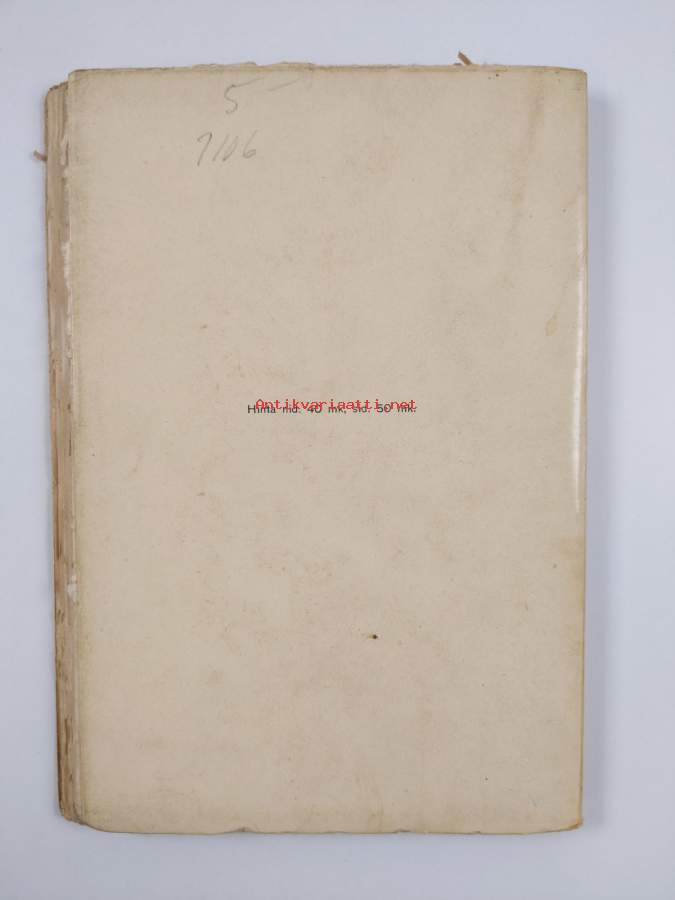 5 –
7106
Hinta nid. 40 mk, sid. 50 mk.
Antikvariaatti.net